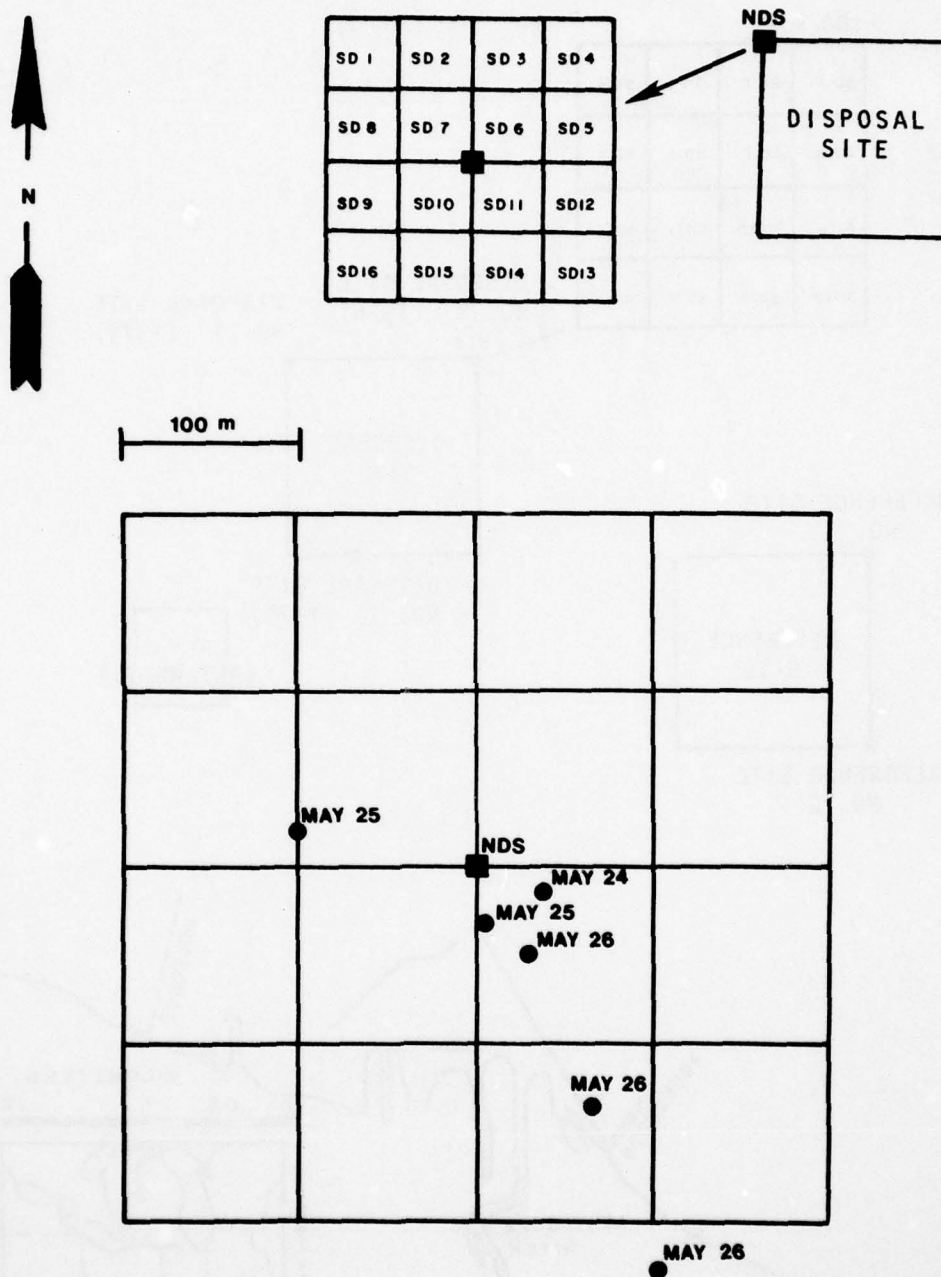 NDS
SD 1 SD 2 SD 3 SD 4
SD 8 SD 7 SD 6 SD 5
SD 9 SD10 SD11 SD12
SD16 SD15 SD14 SD13
DISPOSAL
SITE
N
100 m
MAY 25
NDS
MAY 24
MAY 25
MAY 26
MAY 26
MAY 26